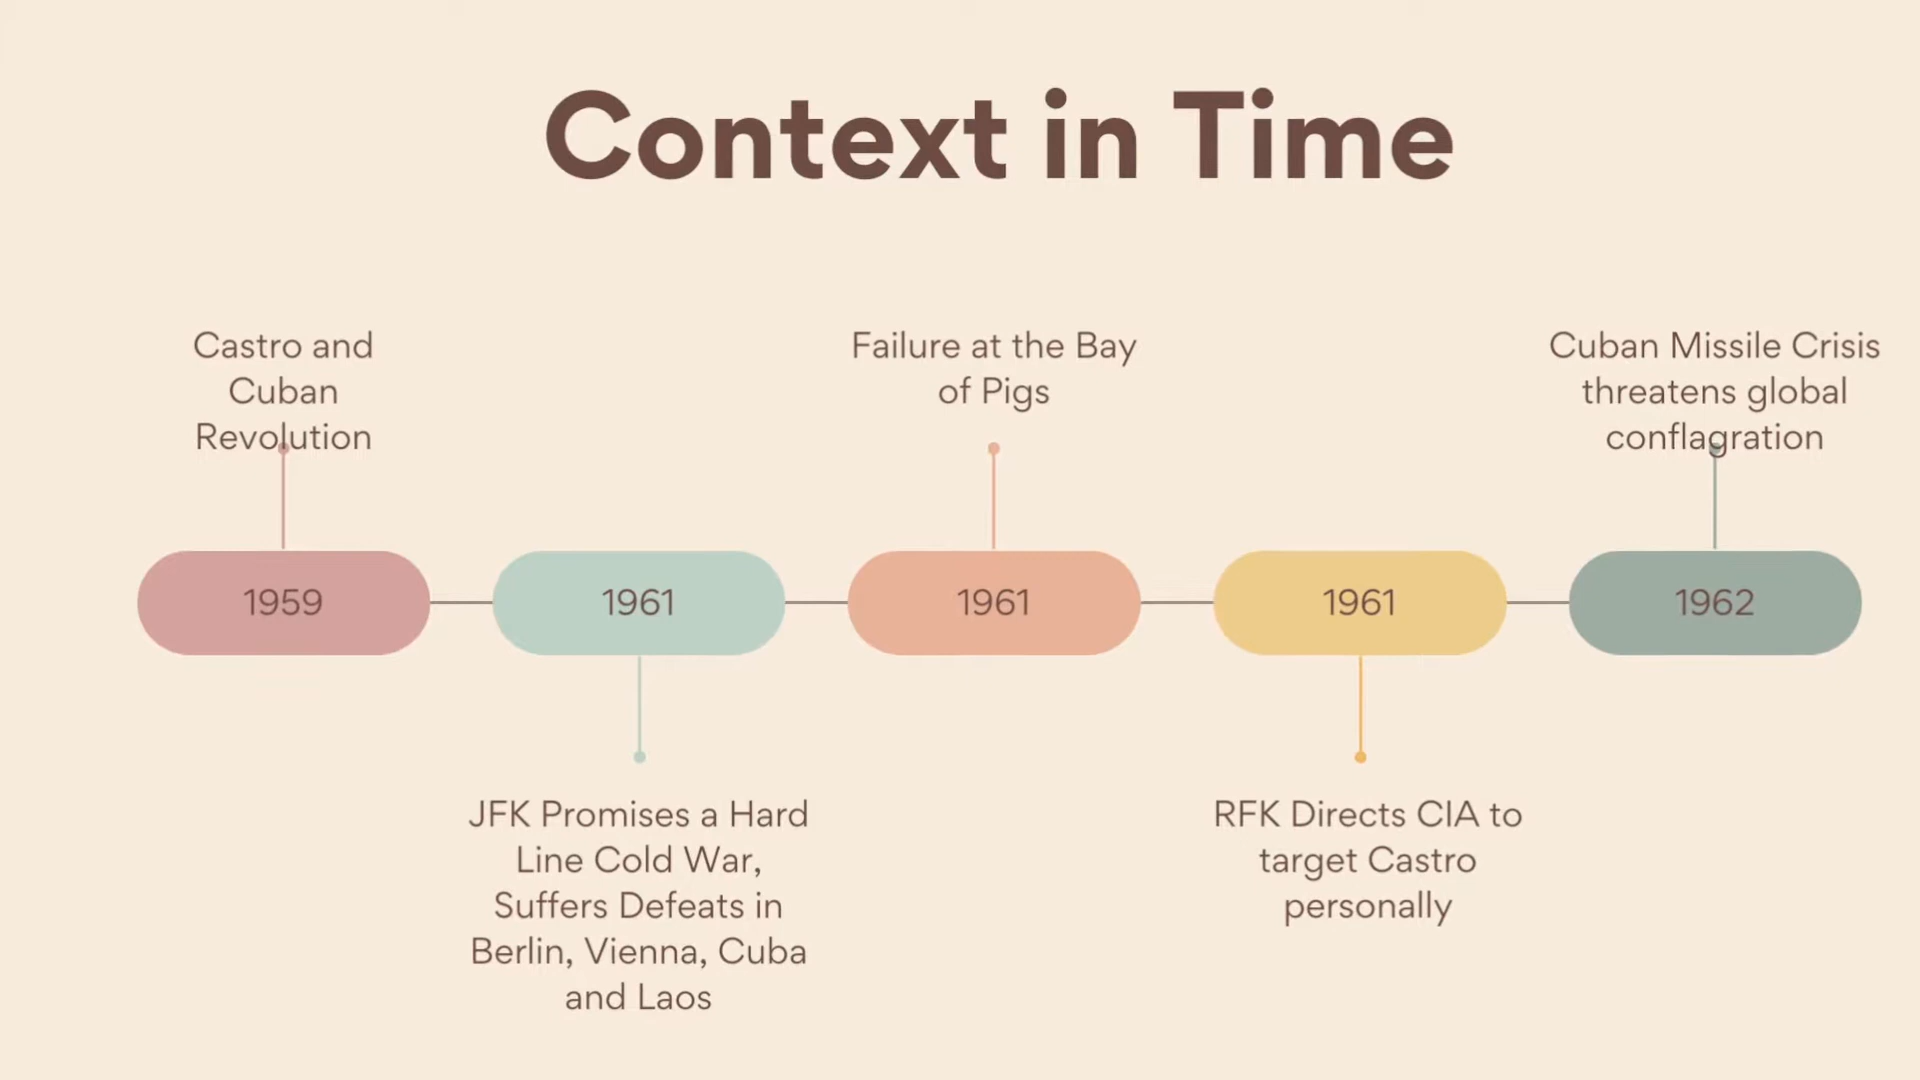 Context in Time
Castro and
Cuban
Revolution
Failure at the Bay
of Pigs
Cuban Missile Crisis
threatens global
conflagration
1959
1961
1961
1961
1962
JFK Promises a Hard
Line Cold War,
Suffers Defeats in
Berlin, Vienna, Cuba
and Laos
RFK Directs CIA to
target Castro
personally